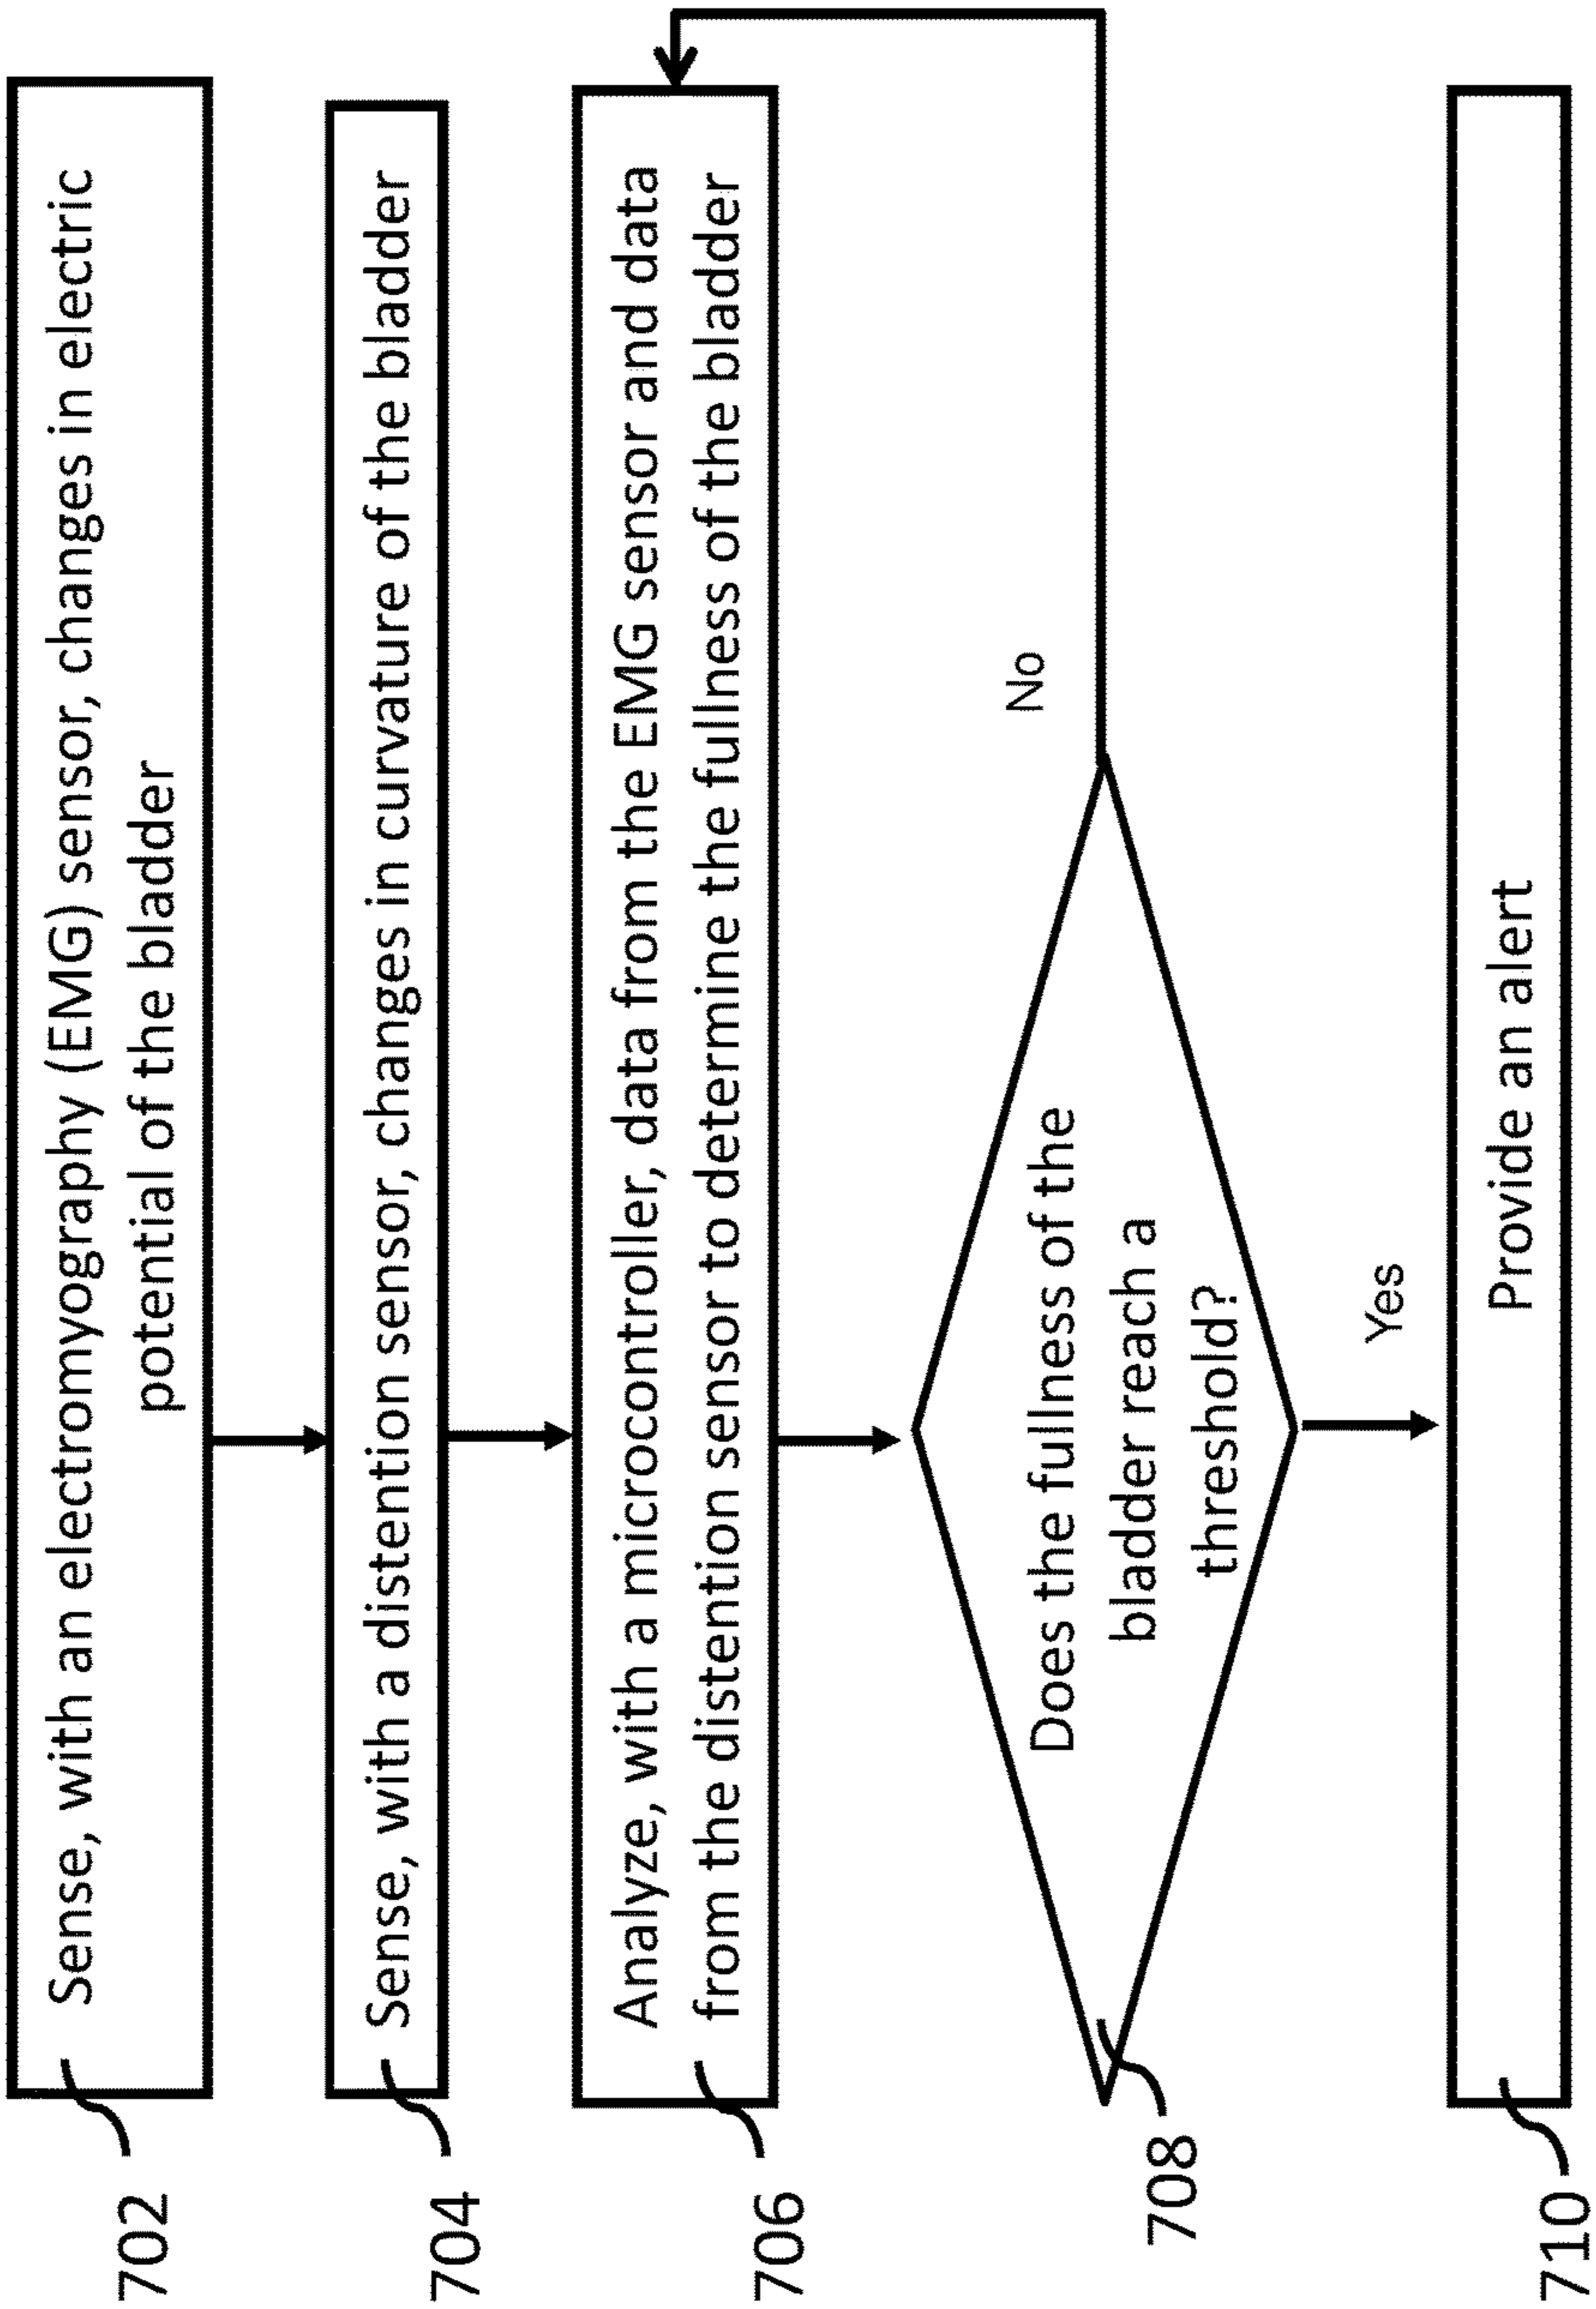 702
Sense, with an electromyography (EMG) sensor, changes in electric
potential of the bladder
704
Sense, with a distention sensor, changes in curvature of the bladder
706
Analyze, with a microcontroller, data from the EMG sensor and data
from the distention sensor to determine the fullness of the bladder
708
Does the fullness of the
bladder reach a
threshold?
No
Yes
710
Provide an alert